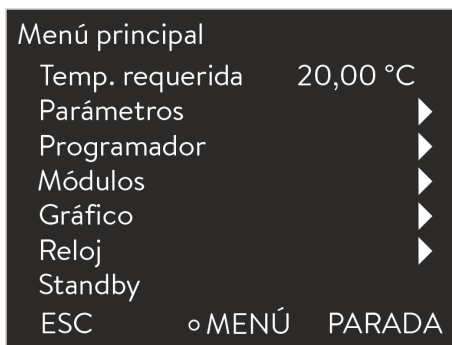 Menú principal
Temp. requerida 20,00 °C
Parámetros
Programador
Módulos
Gráfico
Reloj
Standby
ESC MENÚ PARADA